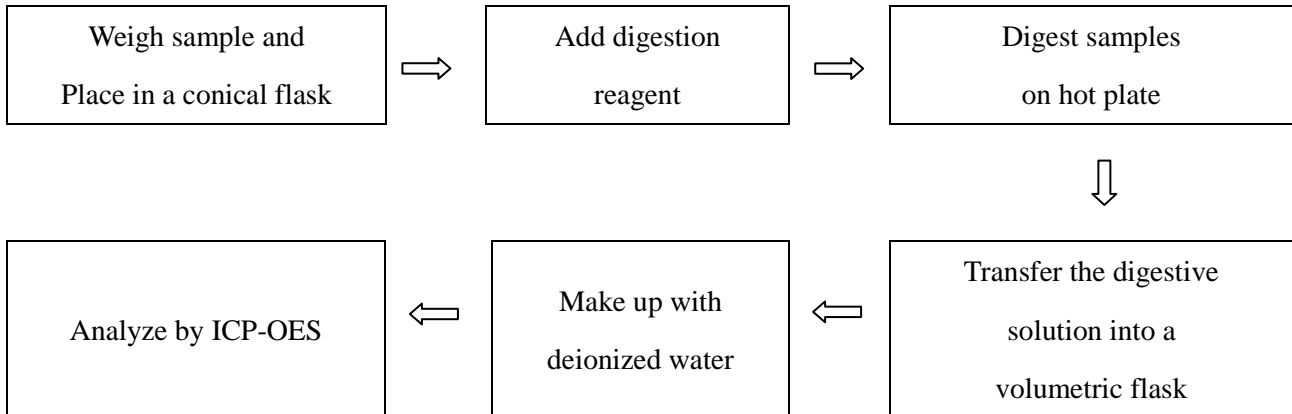 Weigh sample and
Place in a conical flask
Add digestion
reagent
Digest samples
on hot plate
Transfer the digestive
solution into a
volumetric flask
Make up with
deionized water
Analyze by ICP-OES